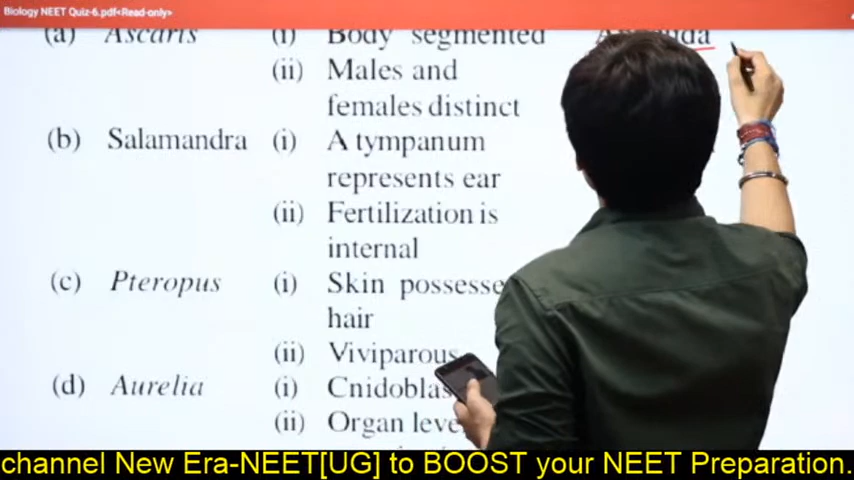 Biology NEET Quiz-6.pdf<Read-only>
(a) Ascaris (i) Body segmented
(ii) Males and
females distinct
(b) Salamandra (i) A tympanum
represents ear
(ii) Fertilization is
internal
(c) Pteropus (i) Skin possesse
hair
(ii) Viviparous
(d) Aurelia (i) Cnidoblas
(ii) Organ leve
channel New Era-NEET[UG] to BOOST your NEET Preparation.